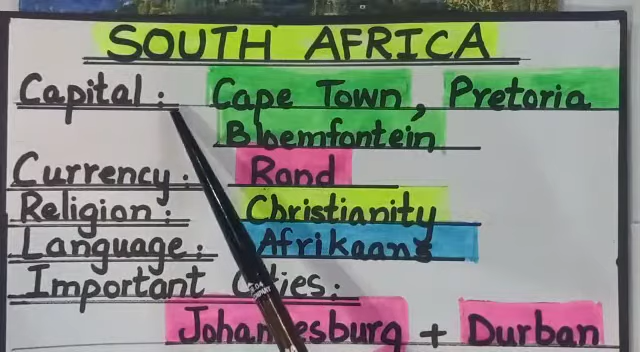 SOUTH AFRICA
Capital: Cape Town, Pretoria
Bloemfontein
Currency: Rand
Religion: Christianity
Language: Afrikaans
Important Cities:
Johannesburg + Durban